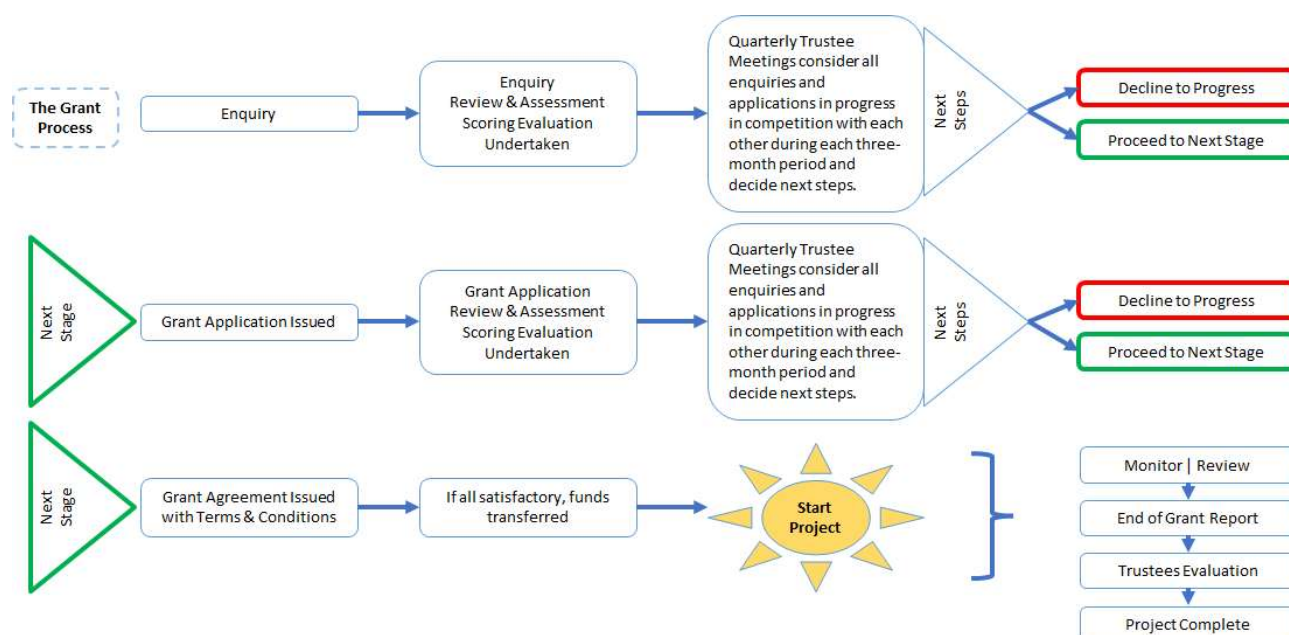 The Grant
Process
Enquiry
Enquiry
Review & Assessment
Scoring Evaluation
Undertaken
Quarterly Trustee
Meetings consider all
enquiries and
applications in progress
in competition with each
other during each three-
month period and
decide next steps.
Next
Steps
Decline to Progress
Proceed to Next Stage
Next
Stage
Grant Application Issued
Grant Application
Review & Assessment
Scoring Evaluation
Undertaken
Quarterly Trustee
Meetings consider all
enquiries and
applications in progress
in competition with each
other during each three-
month period and
decide next steps.
Next
Steps
Decline to Progress
Proceed to Next Stage
Next
Stage
Grant Agreement Issued
with Terms & Conditions
If all satisfactory, funds
transferred
Start
Project
Monitor | Review
End of Grant Report
Trustees Evaluation
Project Complete